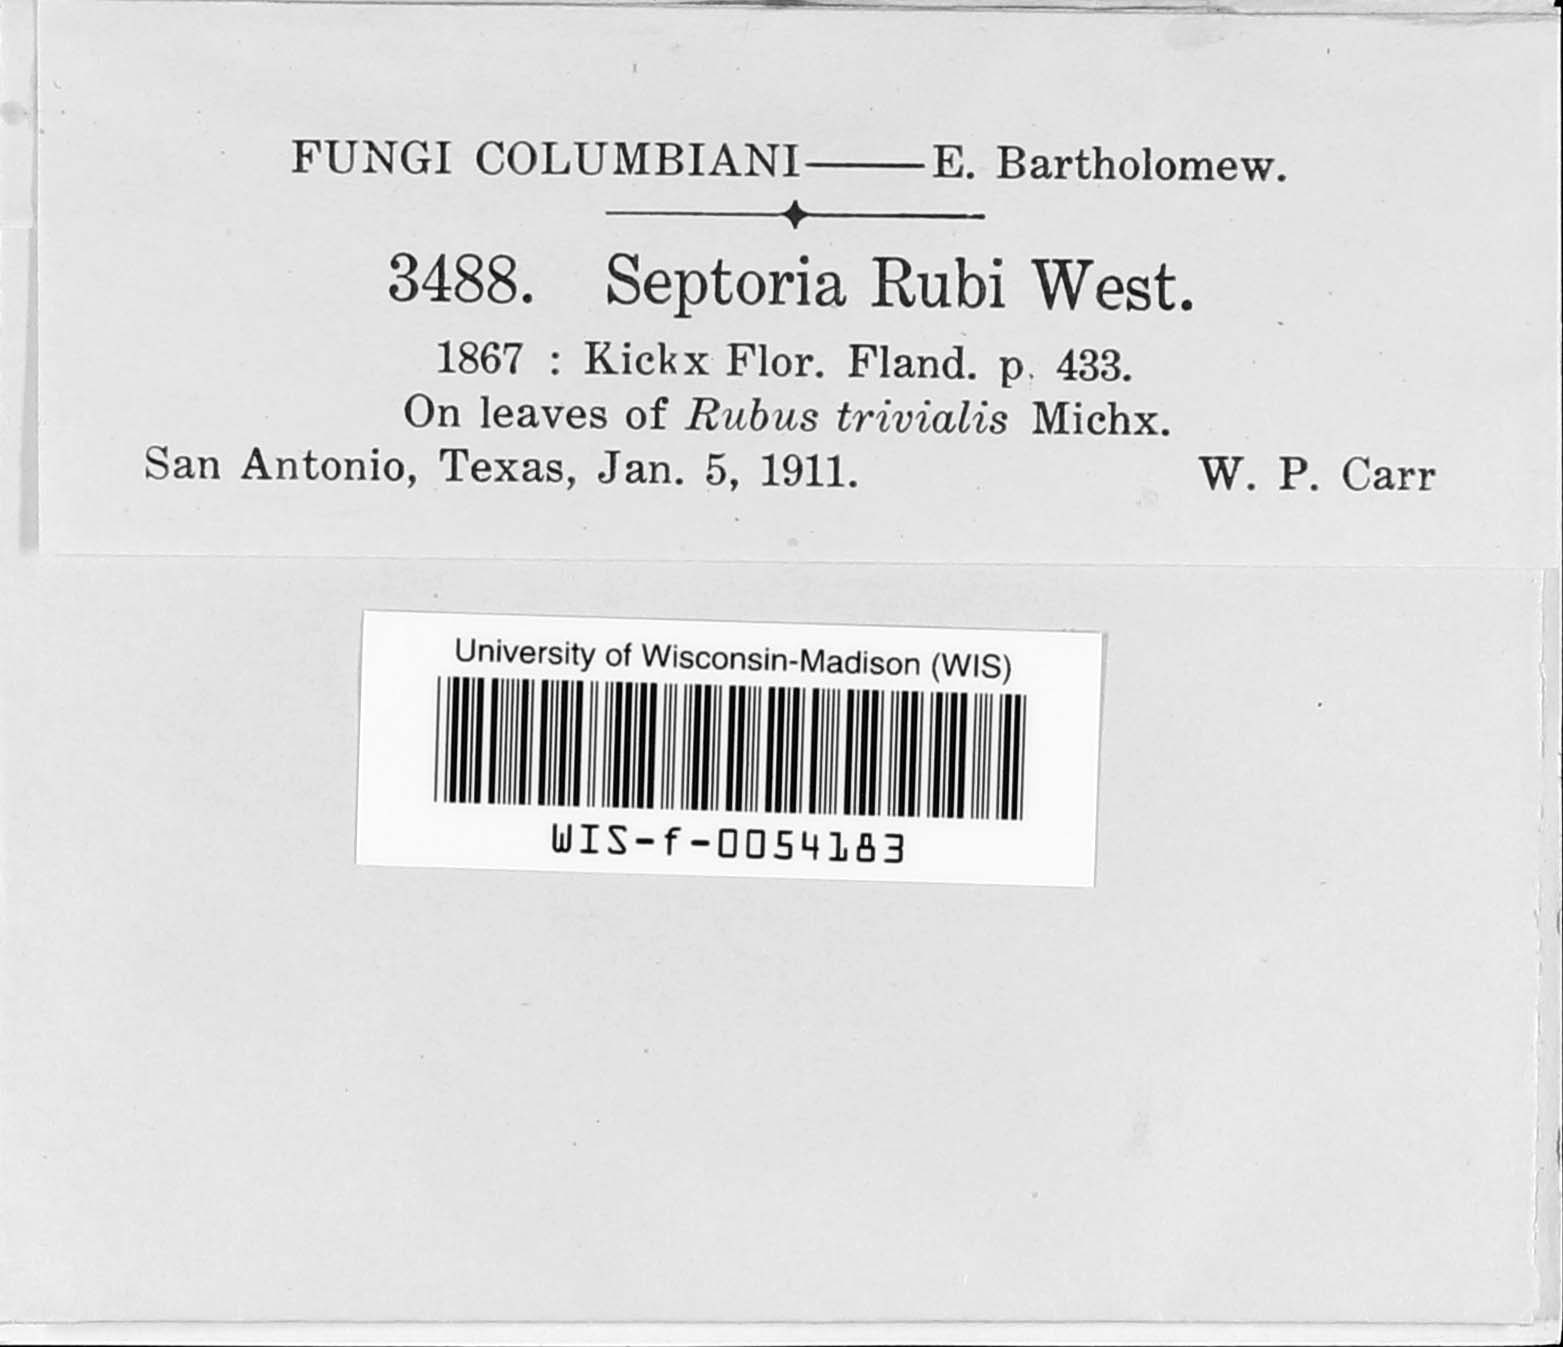 FUNGI COLUMBIANI——E. Bartholomew.
3488. Septoria Rubi West.
1867 : Kickx Flor. Fland. p. 433.
On leaves of Rubus trivialis Michx.
San Antonio, Texas, Jan. 5, 1911. W. P. Carr
University of Wisconsin-Madison (WIS)
WIS-f-0054183